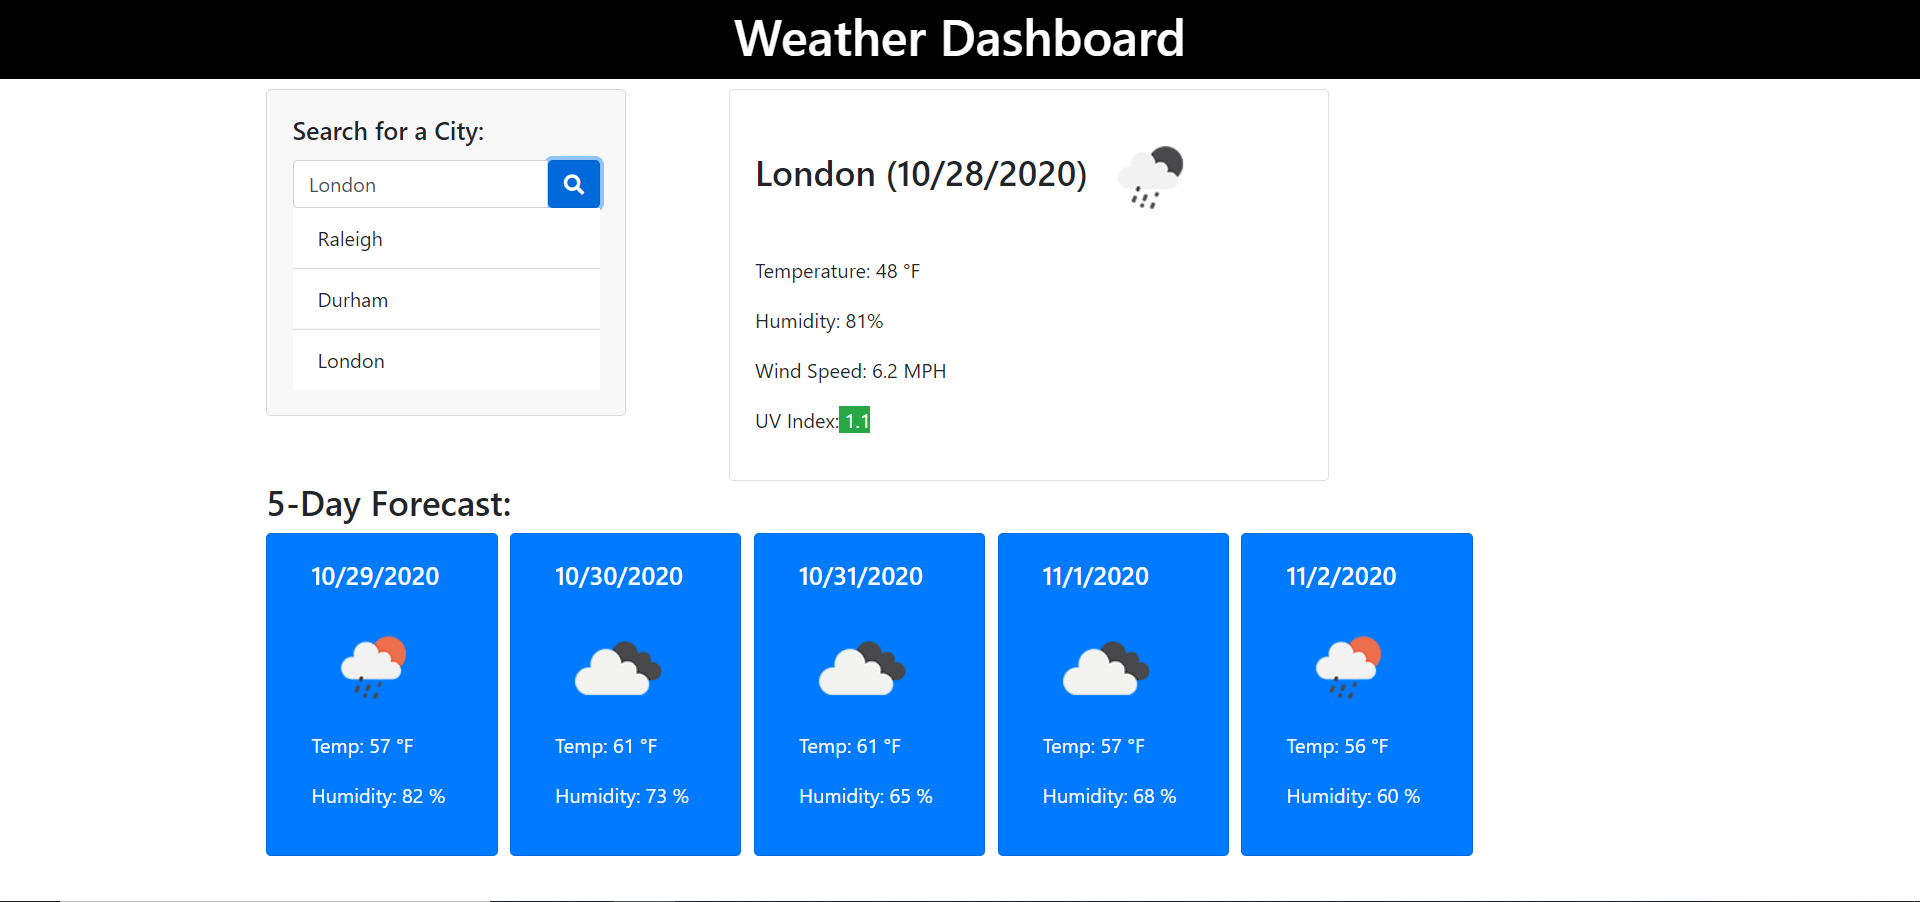 Weather Dashboard
Search for a City:
London
Raleigh
Durham
London
London (10/28/2020)
Temperature: 48 °F
Humidity: 81%
Wind Speed: 6.2 MPH
UV Index: 1.1
5-Day Forecast:
10/29/2020
Temp: 57 °F
Humidity: 82 %
10/30/2020
Temp: 61 °F
Humidity: 73 %
10/31/2020
Temp: 61 °F
Humidity: 65 %
11/1/2020
Temp: 57 °F
Humidity: 68 %
11/2/2020
Temp: 56 °F
Humidity: 60 %